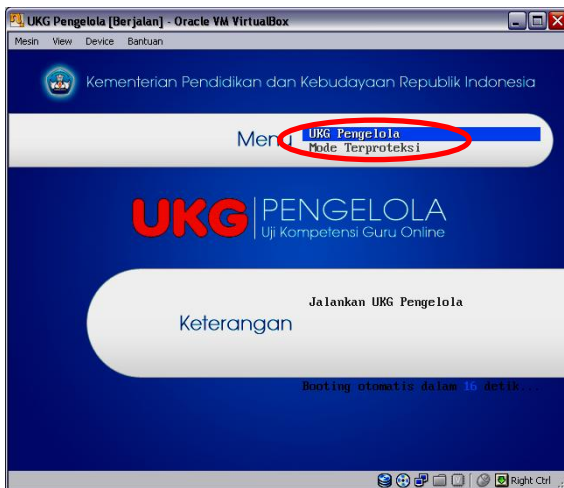 UKG Pengelola [Berjalan] - Oracle VM VirtualBox
Mesin View Device Bantuan
Kementerian Pendidikan dan Kebudayaan Republik Indonesia
Menu
UKG Pengelola
Mode Terproteksi
UKG PENGELOLA
Uji Kompetensi Guru Online
Jalankan UKG Pengelola
Keterangan
Booting otomatis dalam 16 detik...
Right Ctrl